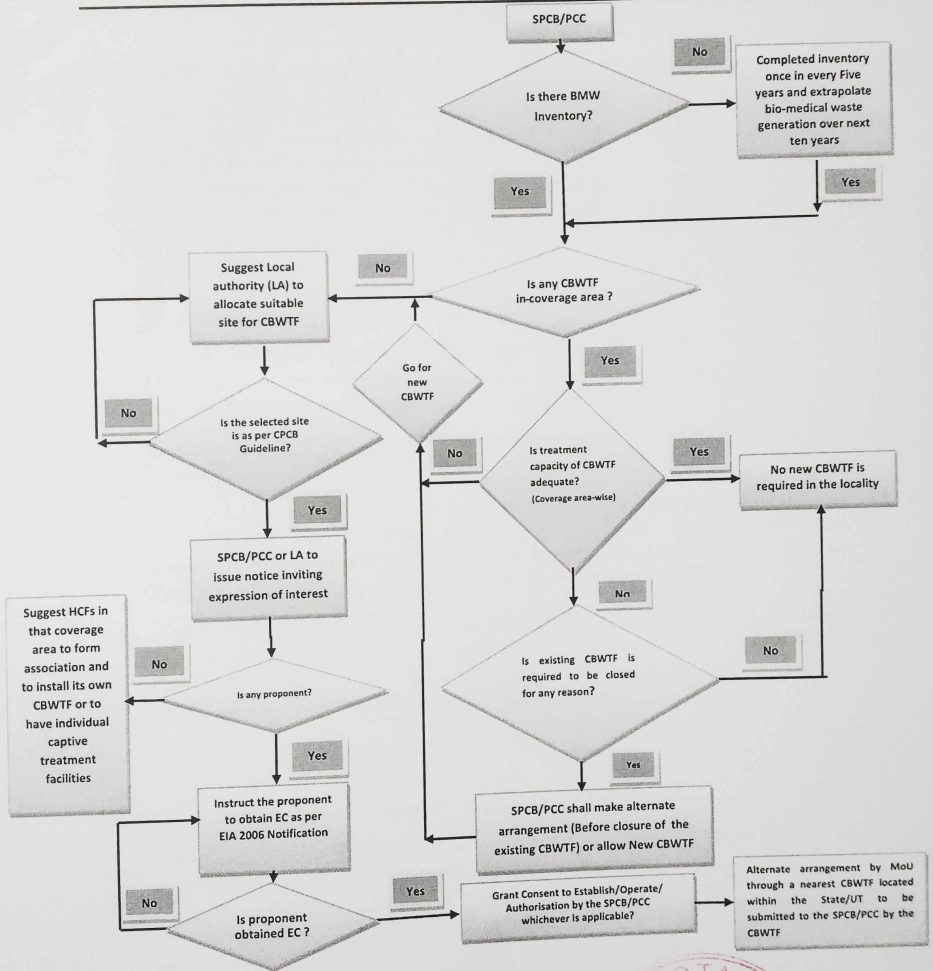 SPCB/PCC
No
Is there BMW
Inventory?
Completed inventory
once in every Five
years and extrapolate
bio-medical waste
generation over next
ten years
Yes
Yes
Suggest Local
authority (LA) to
allocate suitable
site for CBWTF
No
Is any CBWTF
in-coverage area ?
Go for
new
CBWTF
Yes
No
Is the selected site
is as per CPCB
Guideline?
No
Is treatment
capacity of CBWTF
adequate?
(Coverage area-wise)
Yes
No new CBWTF is
required in the locality
Yes
SPCB/PCC or LA to
issue notice inviting
expression of interest
No
Suggest HCFs in
that coverage
area to form
association and
to install its own
CBWTF or to
have individual
captive
treatment
facilities
No
Is any proponent?
Is existing CBWTF is
required to be closed
for any reason?
No
Yes
Yes
Instruct the proponent
to obtain EC as per
EIA 2006 Notification
SPCB/PCC shall make alternate
arrangement (Before closure of the
existing CBWTF) or allow New CBWTF
No
Is proponent
obtained EC ?
Yes
Grant Consent to Establish/Operate/
Authorisation by the SPCB/PCC
whichever is applicable?
Alternate arrangement by MoU
through a nearest CBWTF located
within the State/UT to be
submitted to the SPCB/PCC by the
CBWTF